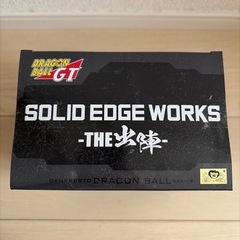 DRAGON
BALL GT
SOLID EDGE WORKS
-THE出陣-
DRAGON BALL